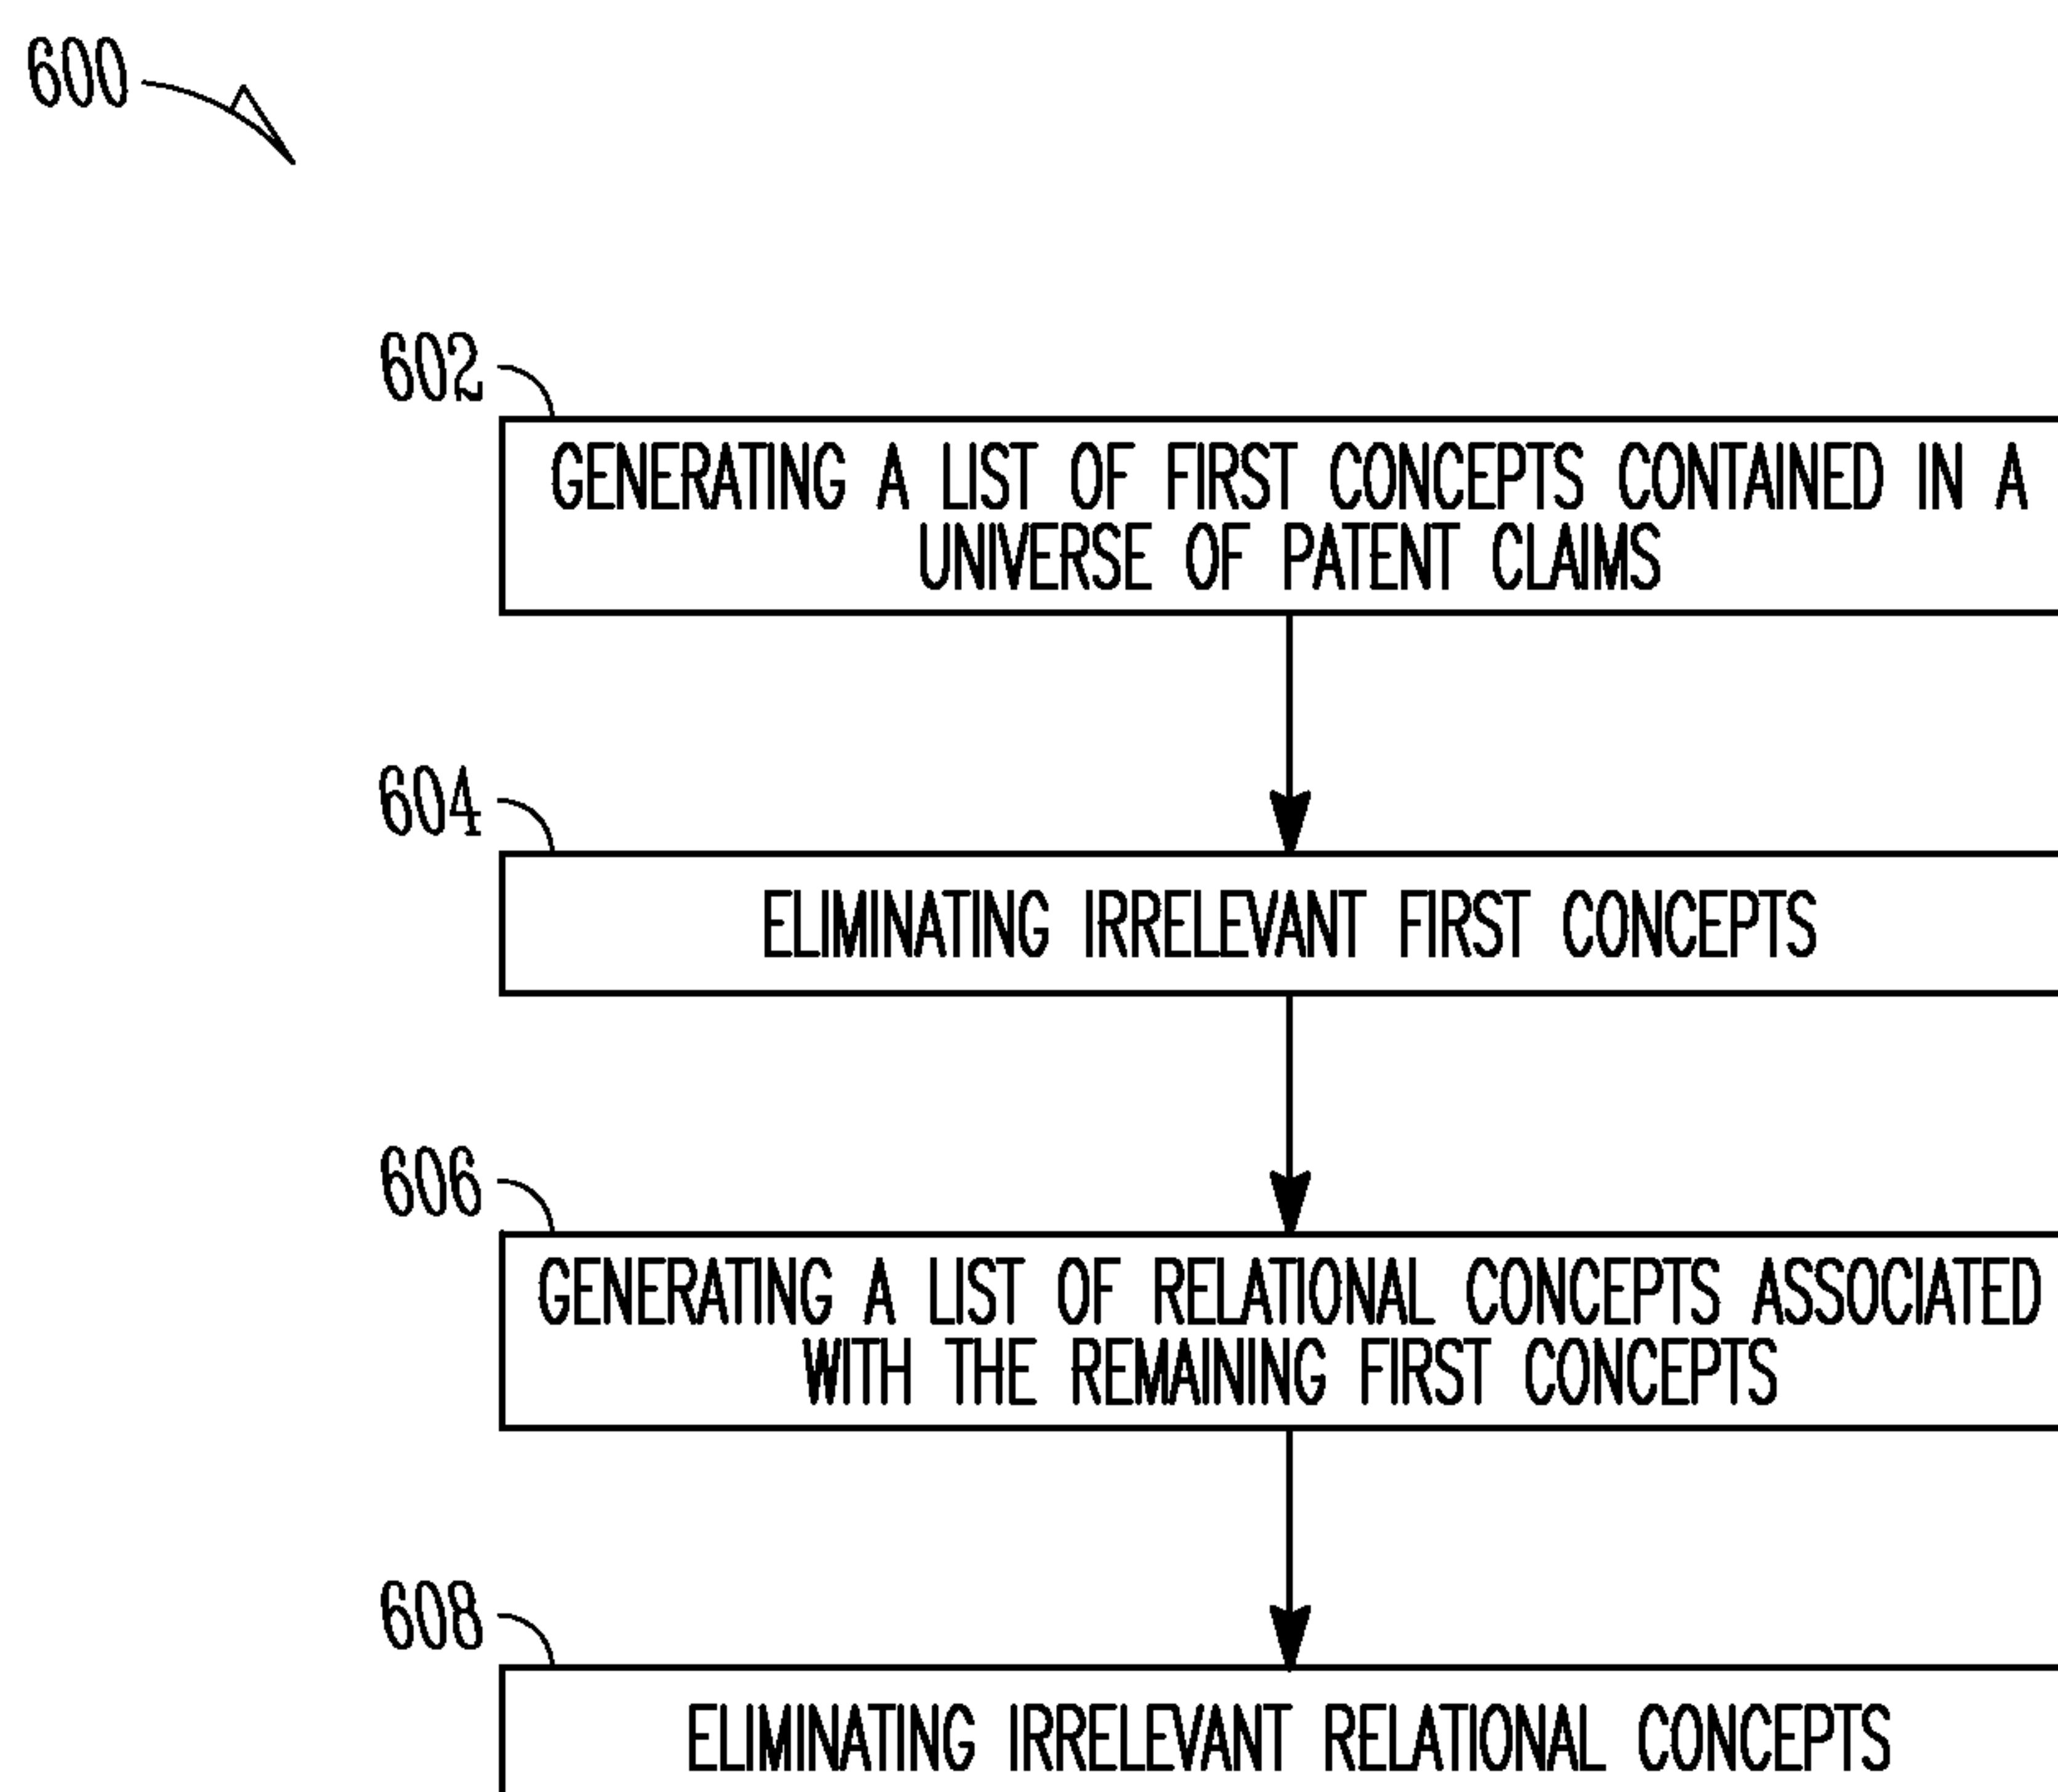 600
602
GENERATING A LIST OF FIRST CONCEPTS CONTAINED IN A
UNIVERSE OF PATENT CLAIMS
604
ELIMINATING IRRELEVANT FIRST CONCEPTS
606
GENERATING A LIST OF RELATIONAL CONCEPTS ASSOCIATED
WITH THE REMAINING FIRST CONCEPTS
608
ELIMINATING IRRELEVANT RELATIONAL CONCEPTS